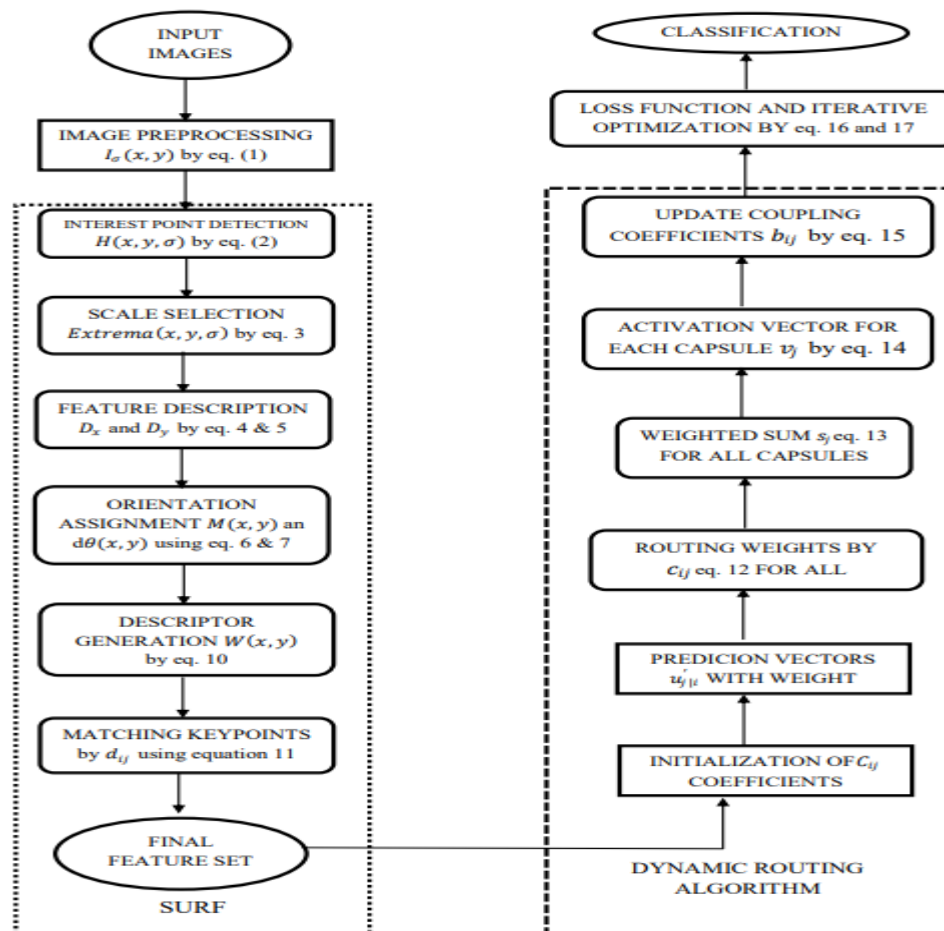 INPUT
IMAGES
IMAGE PREPROCESSING
I_σ(x, y) by eq. (1)
INTEREST POINT DETECTION
H(x, y, σ) by eq. (2)
SCALE SELECTION
Extrema(x, y, σ) by eq. 3
FEATURE DESCRIPTION
D_x and D_y by eq. 4 & 5
ORIENTATION
ASSIGNMENT M(x, y) an
dθ(x, y) using eq. 6 & 7
DESCRIPTOR
GENERATION W(x, y)
by eq. 10
MATCHING KEYPOINTS
by d_ij using equation 11
FINAL
FEATURE SET
SURF
CLASSIFICATION
LOSS FUNCTION AND ITERATIVE
OPTIMIZATION BY eq. 16 and 17
UPDATE COUPLING
COEFFICIENTS b_ij by eq. 15
ACTIVATION VECTOR FOR
EACH CAPSULE v_j by eq. 14
WEIGHTED SUM s_j eq. 13
FOR ALL CAPSULES
ROUTING WEIGHTS BY
c_ij eq. 12 FOR ALL
PREDICION VECTORS
u'_j|i WITH WEIGHT
INITIALIZATION OF C_ij
COEFFICIENTS
DYNAMIC ROUTING
ALGORITHM